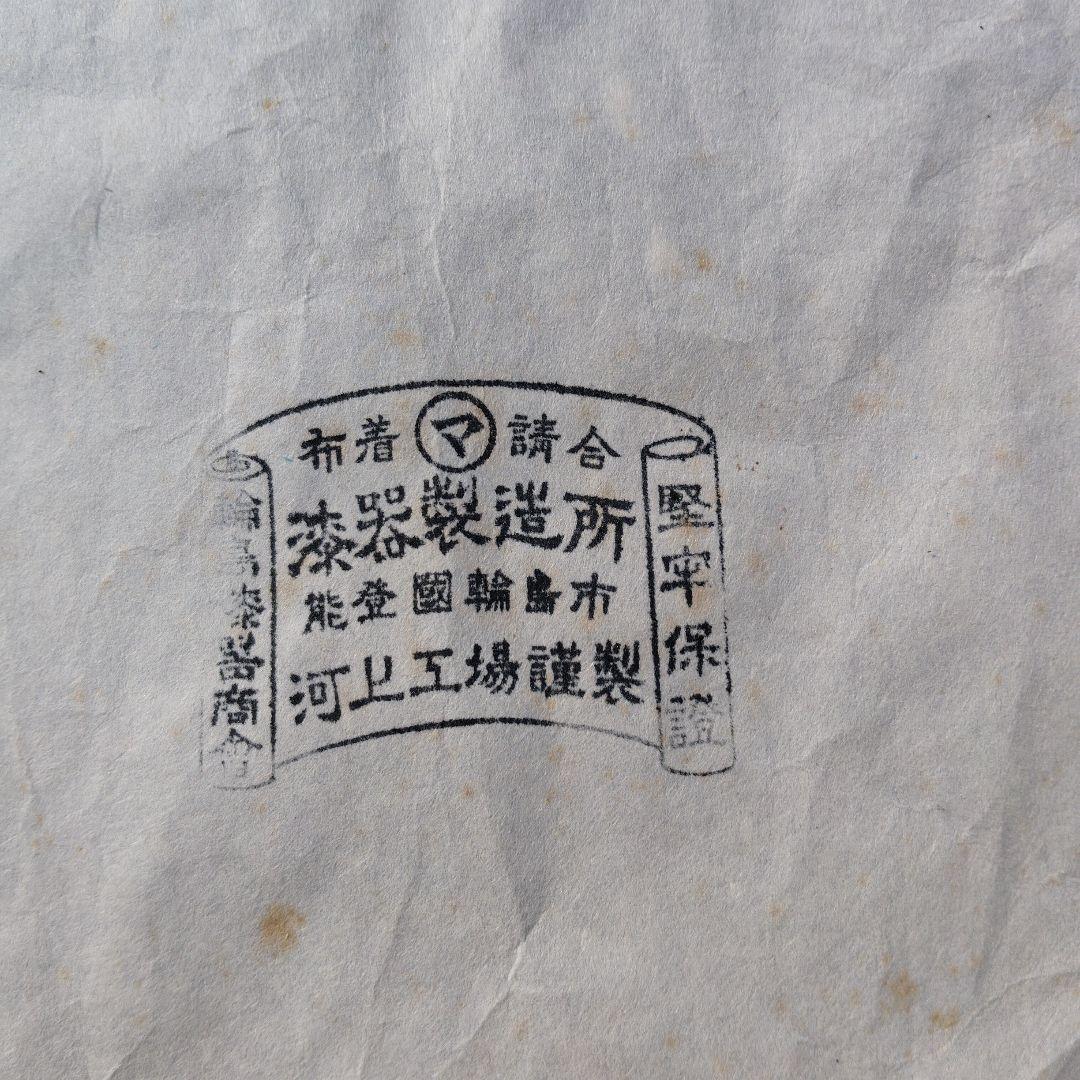 堅牢保證
布着 マ 請合
漆器製造所
能登國輪島市
河上工場謹製
輪島漆器商會